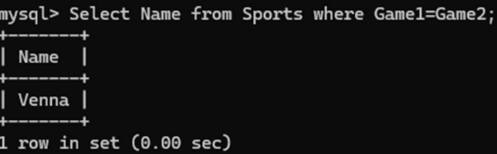 mysql> Select Name from Sports where Game1=Game2;
+-------+
| Name  |
+-------+
| Venna |
+-------+
1 row in set (0.00 sec)